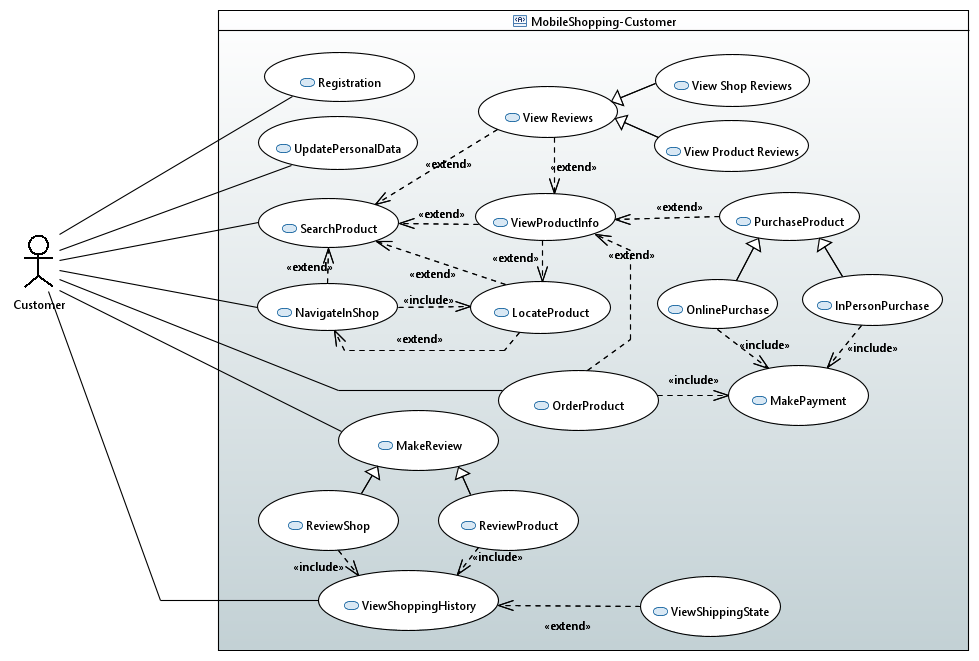 MobileShopping-Customer
Registration
View Shop Reviews
View Reviews
UpdatePersonalData
View Product Reviews
«extend»
«extend»
SearchProduct
«extend»
ViewProductInfo
«extend»
PurchaseProduct
Customer
«extend»
«extend»
«extend»
«extend»
NavigateInShop
«include»
LocateProduct
OnlinePurchase
InPersonPurchase
«extend»
«include»
«include»
OrderProduct
«include»
MakePayment
MakeReview
ReviewShop
ReviewProduct
«include»
«include»
ViewShoppingHistory
ViewShippingState
«extend»